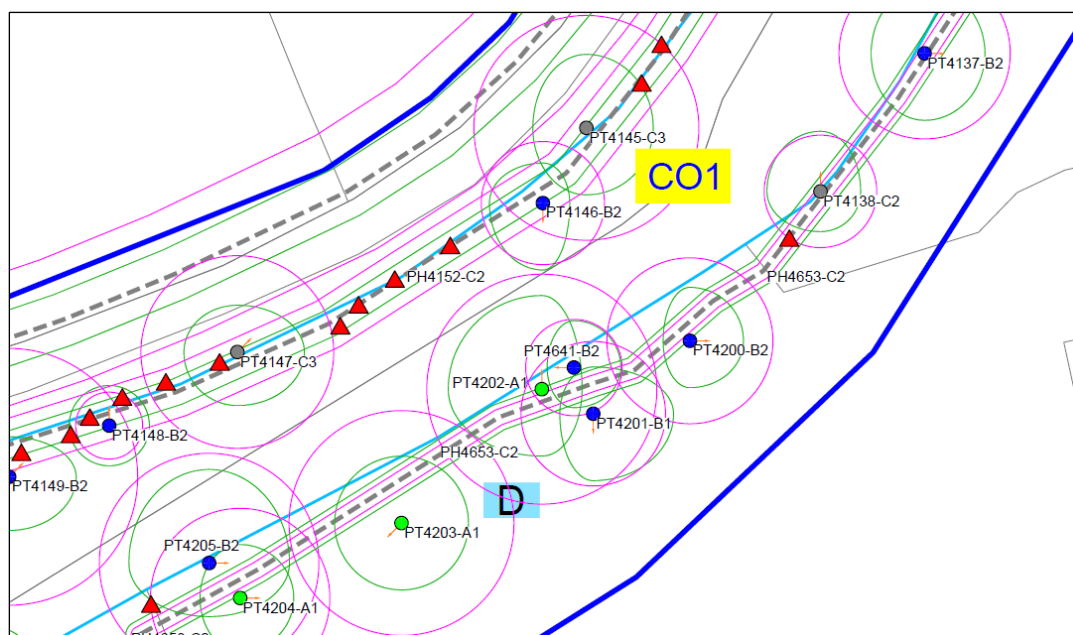 PT4137-B2
PT4145-C3
CO1
PT4138-C2
PT4146-B2
PH4152-C2
PH4653-C2
PT4147-C3
PT4641-B2
PT4200-B2
PT4202-A1
PT4201-B1
PT4148-B2
PH4653-C2
PT4149-B2
D
PT4203-A1
PT4205-B2
PT4204-A1